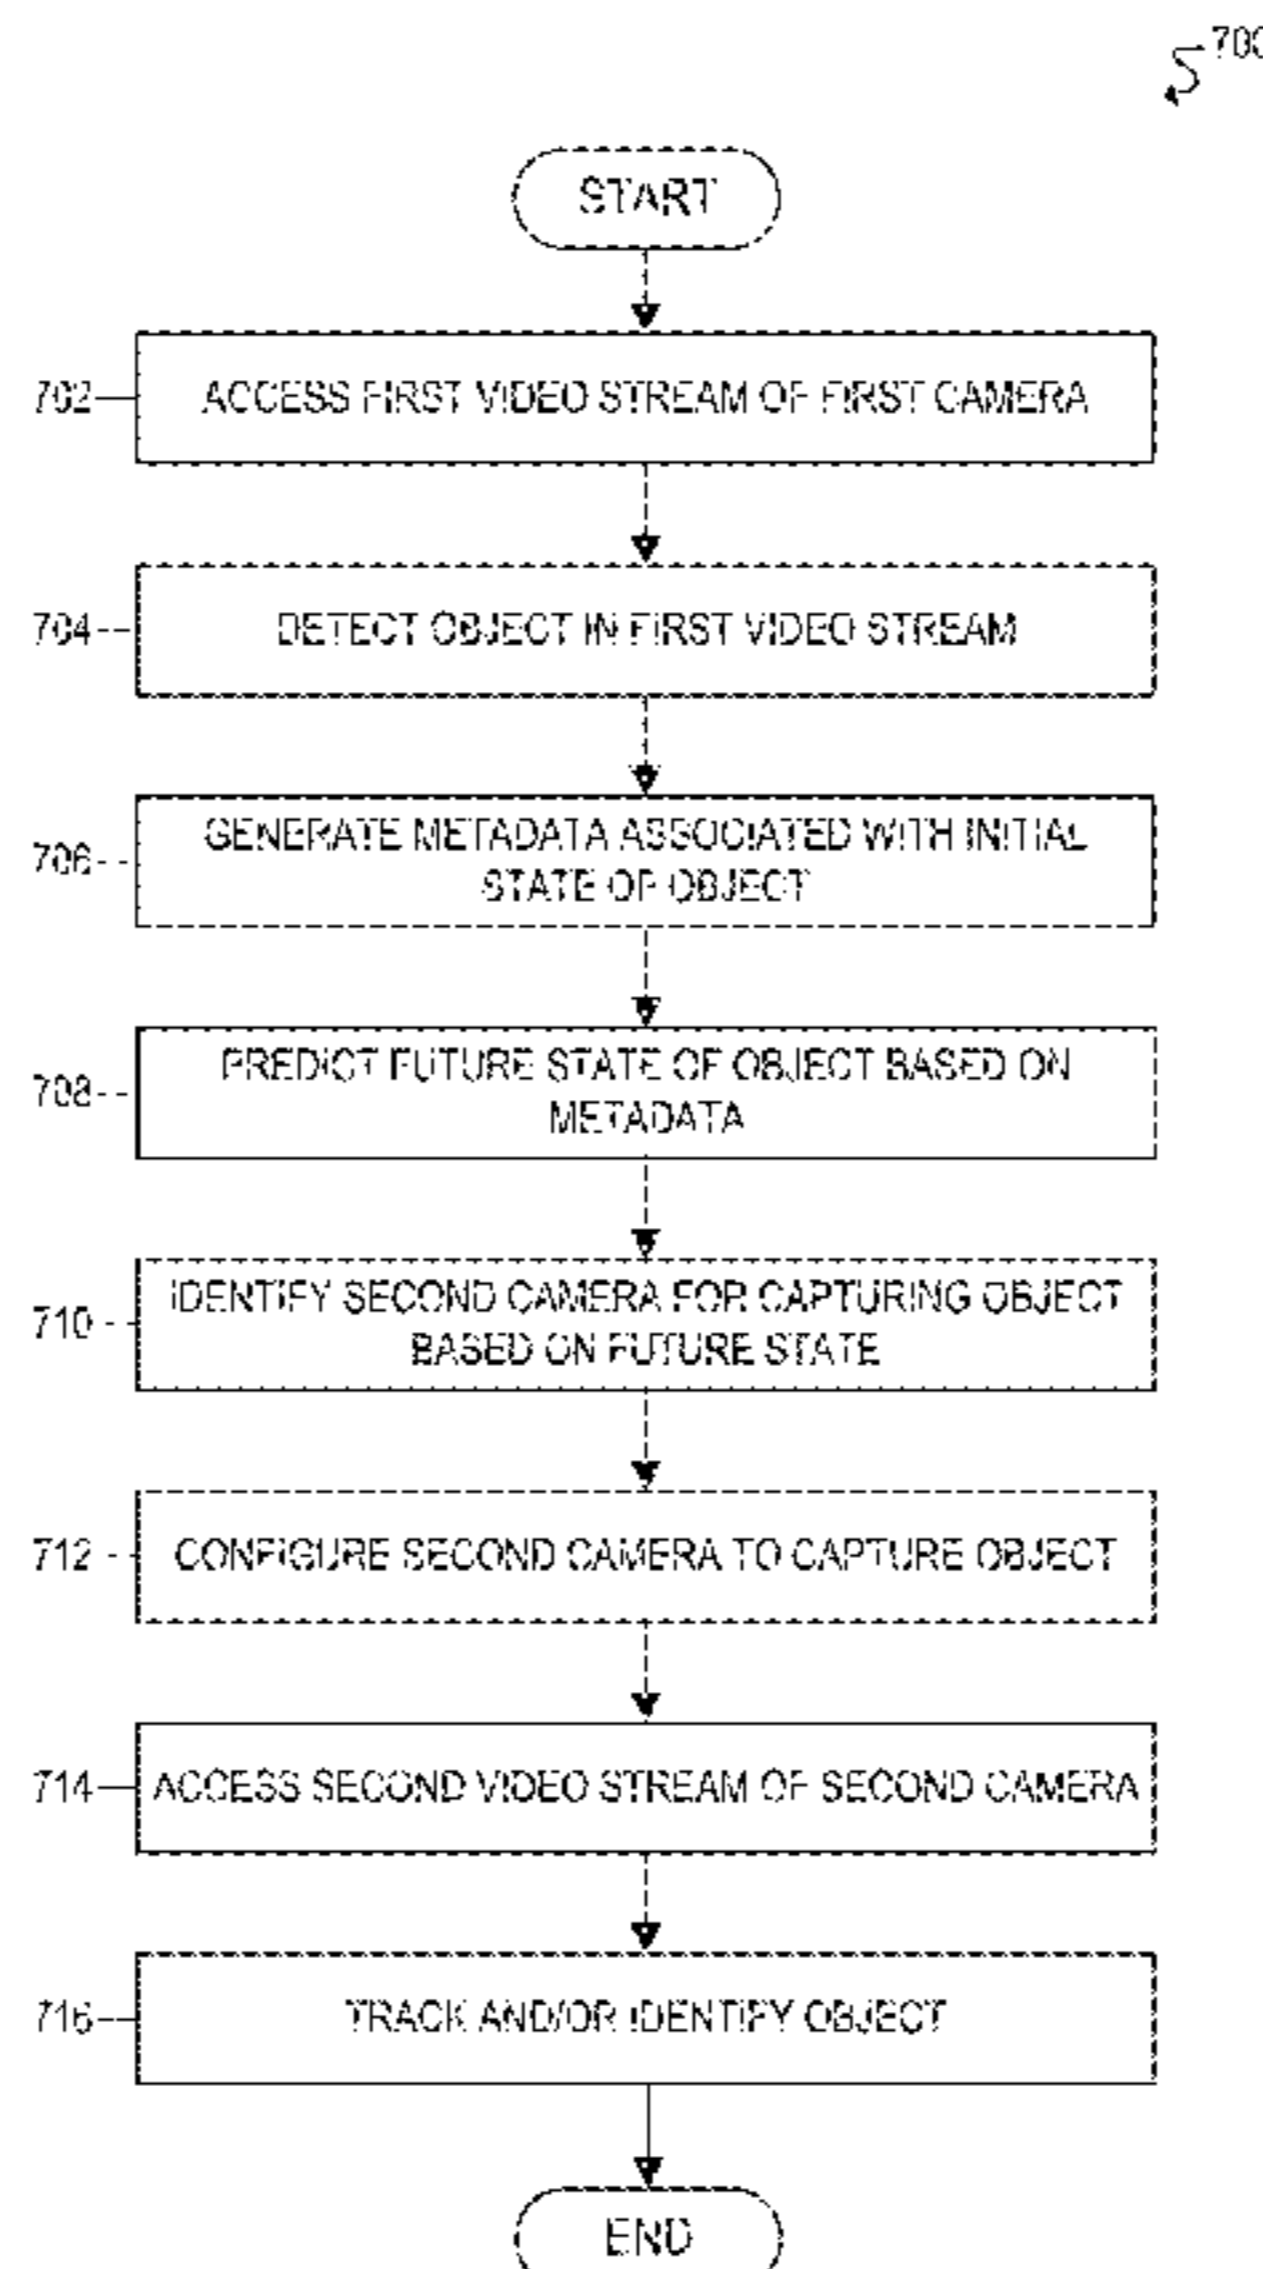 700
START
702
ACCESS FIRST VIDEO STREAM OF FIRST CAMERA
704
DETECT OBJECT IN FIRST VIDEO STREAM
706
GENERATE METADATA ASSOCIATED WITH INITIAL
STATE OF OBJECT
708
PREDICT FUTURE STATE OF OBJECT BASED ON
METADATA
710
IDENTIFY SECOND CAMERA FOR CAPTURING OBJECT
BASED ON FUTURE STATE
712
CONFIGURE SECOND CAMERA TO CAPTURE OBJECT
714
ACCESS SECOND VIDEO STREAM OF SECOND CAMERA
716
TRACK AND/OR IDENTIFY OBJECT
END